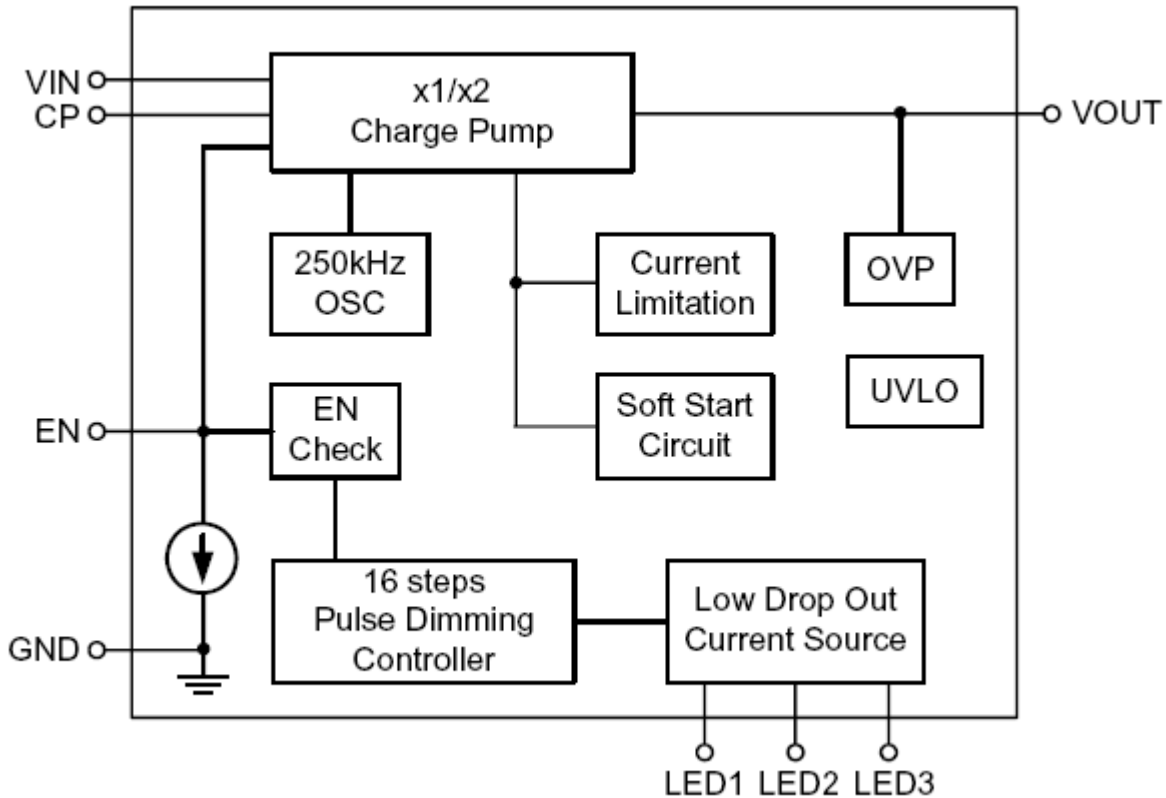 VIN
CP
x1/x2
Charge Pump
VOUT
250kHz
OSC
Current
Limitation
OVP
UVLO
EN
EN
Check
Soft Start
Circuit
GND
16 steps
Pulse Dimming
Controller
Low Drop Out
Current Source
LED1 LED2 LED3